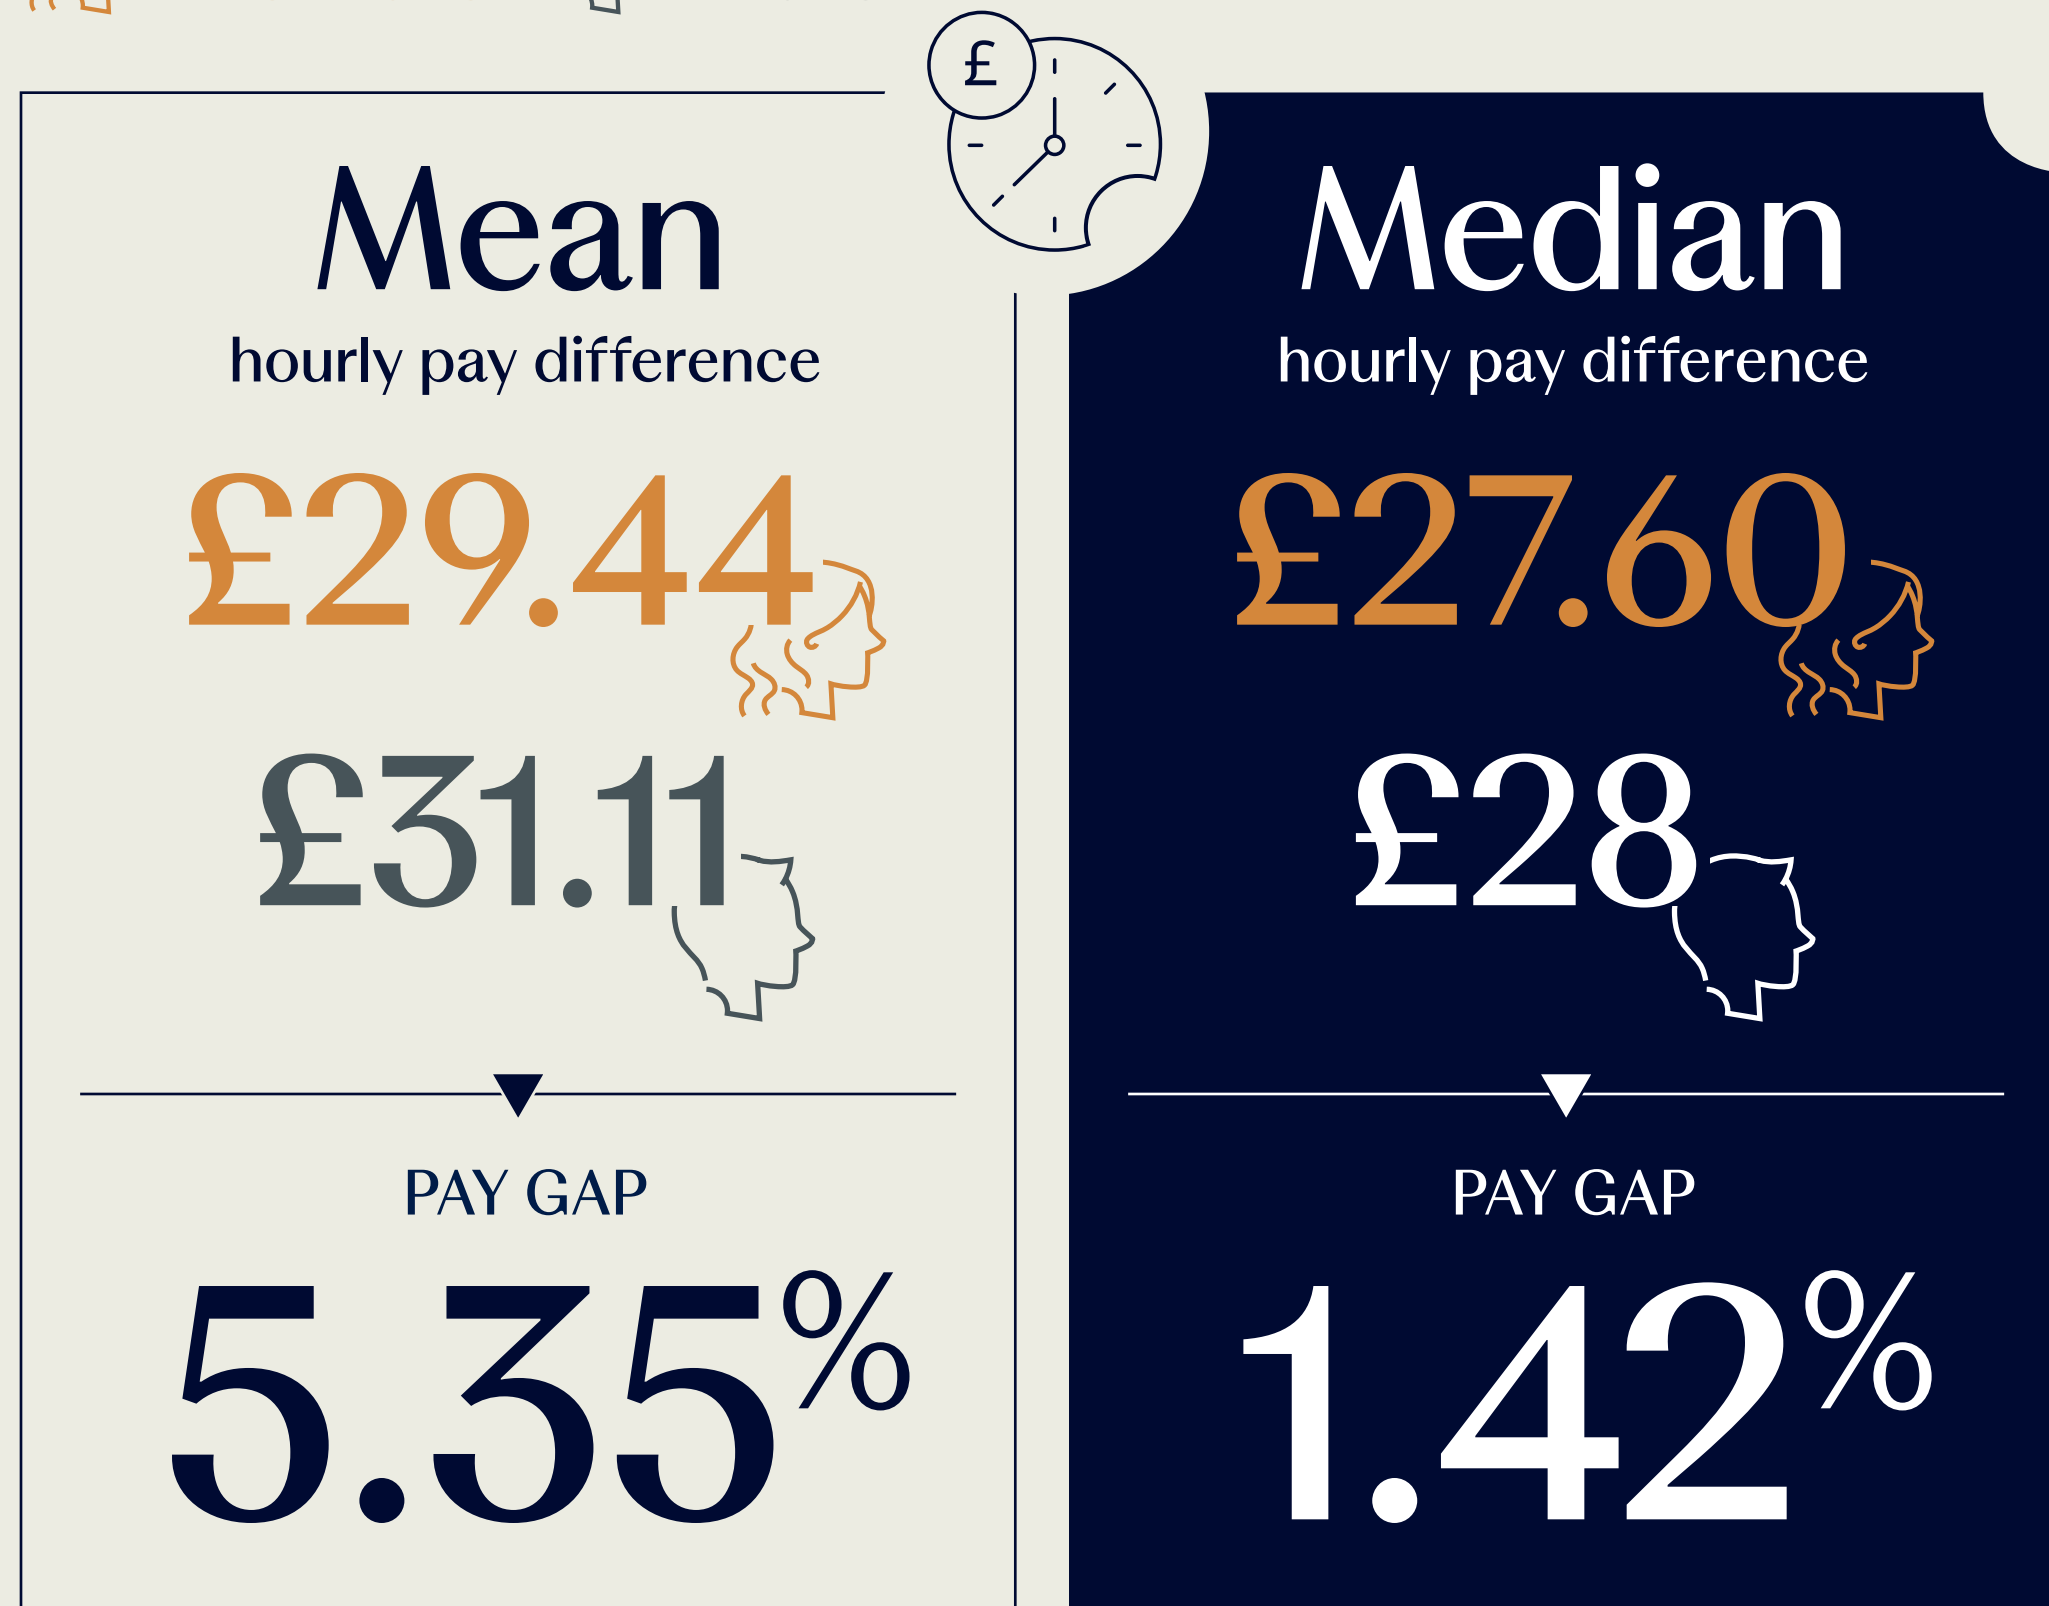 £
Mean
hourly pay difference
£29.44
£31.11
PAY GAP
5.35%
Median
hourly pay difference
£27.60
£28
PAY GAP
1.42%